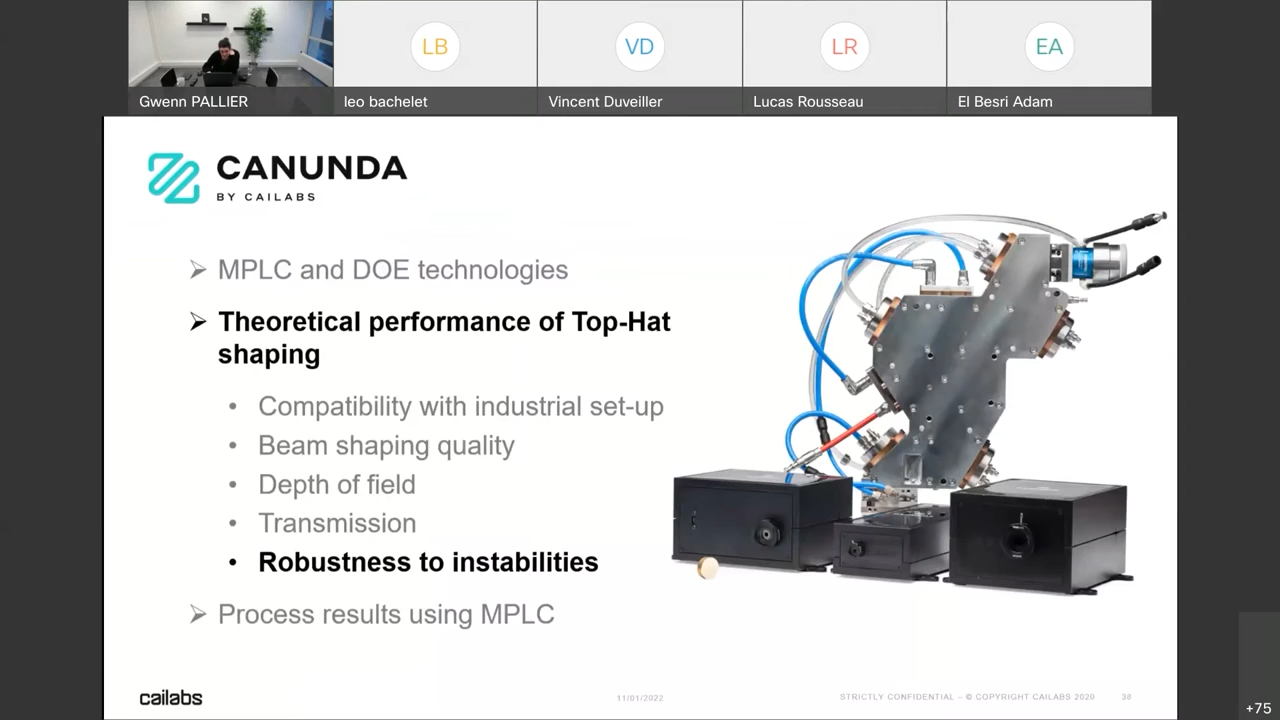 LB
VD
LR
EA
Gwenn PALLIER
leo bachelet
Vincent Duveiller
Lucas Rousseau
El Besri Adam
CANUNDA
BY CAILABS
➢ MPLC and DOE technologies
➢ Theoretical performance of Top-Hat
shaping
• Compatibility with industrial set-up
• Beam shaping quality
• Depth of field
• Transmission
• Robustness to instabilities
➢ Process results using MPLC
cailabs
11/01/2022
STRICTLY CONFIDENTIAL – © COPYRIGHT CAILABS 2020
38
+75